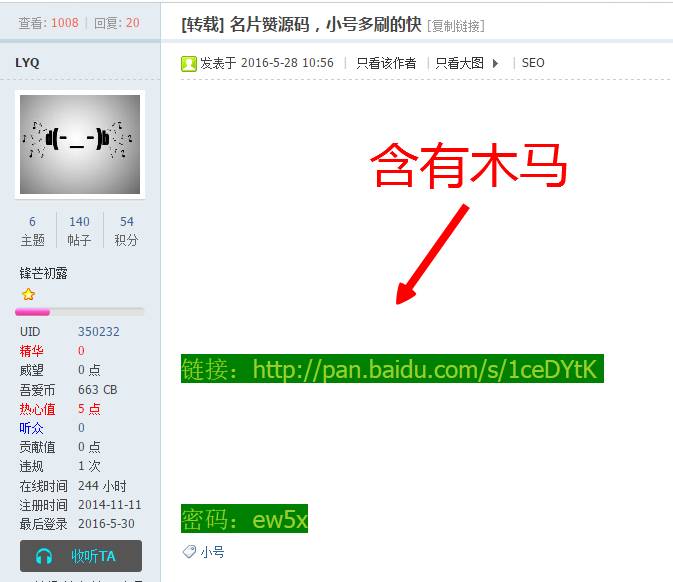 查看: 1008 | 回复: 20
[转载] 名片赞源码，小号多刷的快 [复制链接]
LYQ
发表于 2016-5-28 10:56 | 只看该作者 | 只看大图 | SEO
含有木马
6 140 54
主题 帖子 积分
锋芒初露
UID 350232
精华 0
威望 0 点
吾爱币 663 CB
热心值 5 点
听众 0
贡献值 0 点
违规 1 次
在线时间 244 小时
注册时间 2014-11-11
最后登录 2016-5-30
收听TA
链接：http://pan.baidu.com/s/1ceDYtK
密码：ew5x
小号